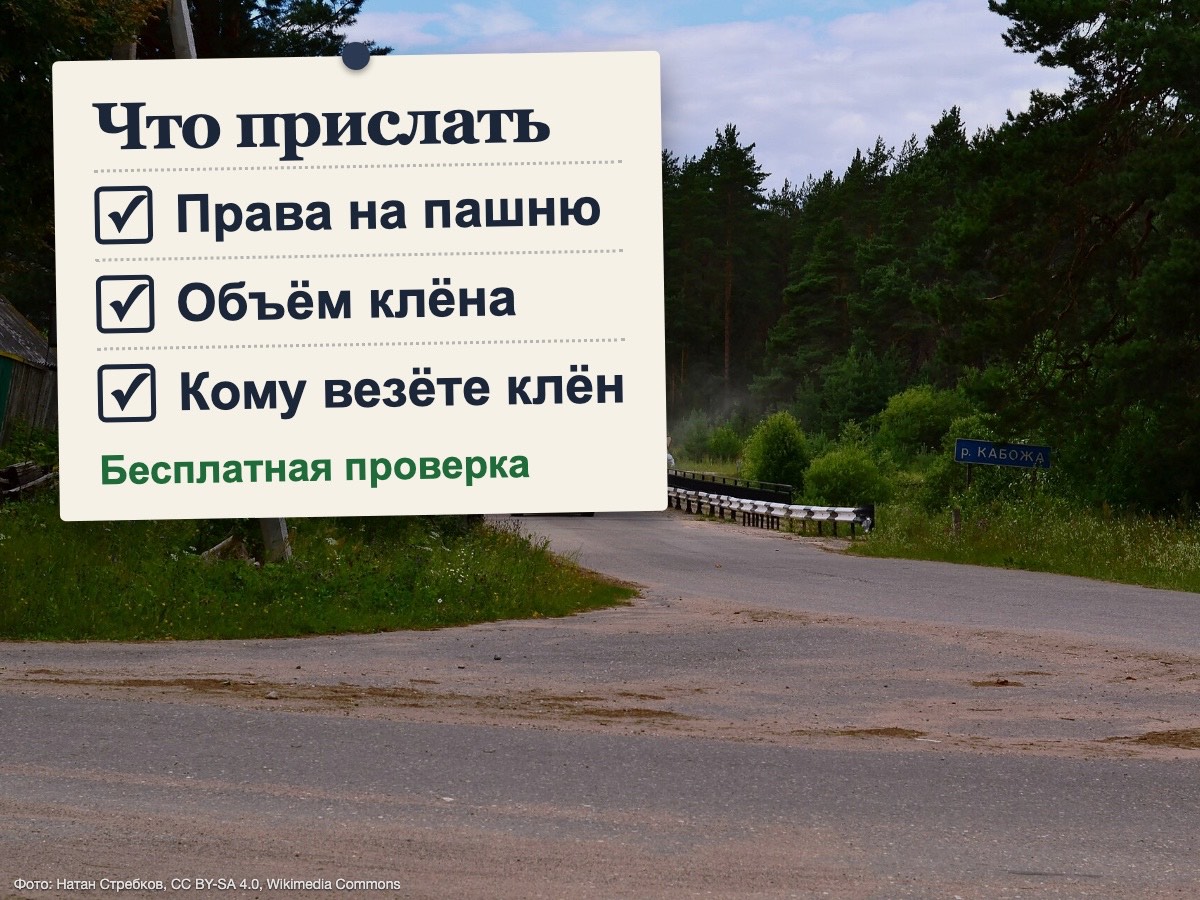 Что прислать
Права на пашню
Объём клёна
Кому везёте клён
Бесплатная проверка
р. КАБОЖА
Фото: Натан Стребков, CC BY-SA 4.0, Wikimedia Commons